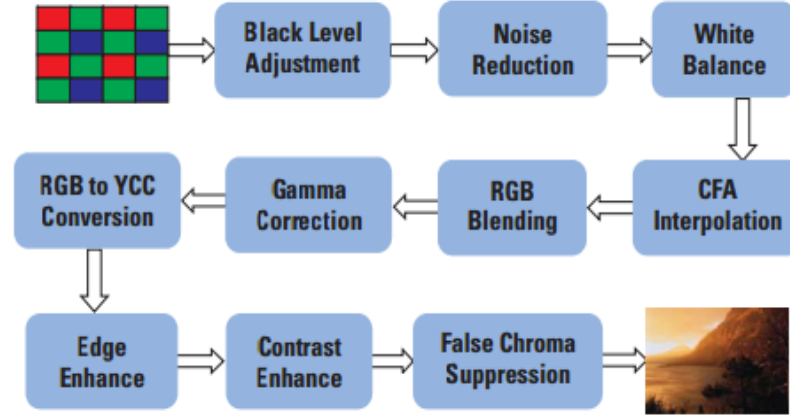 Black Level
Adjustment
Noise
Reduction
White
Balance
RGB to YCC
Conversion
Gamma
Correction
RGB
Blending
CFA
Interpolation
Edge
Enhance
Contrast
Enhance
False Chroma
Suppression